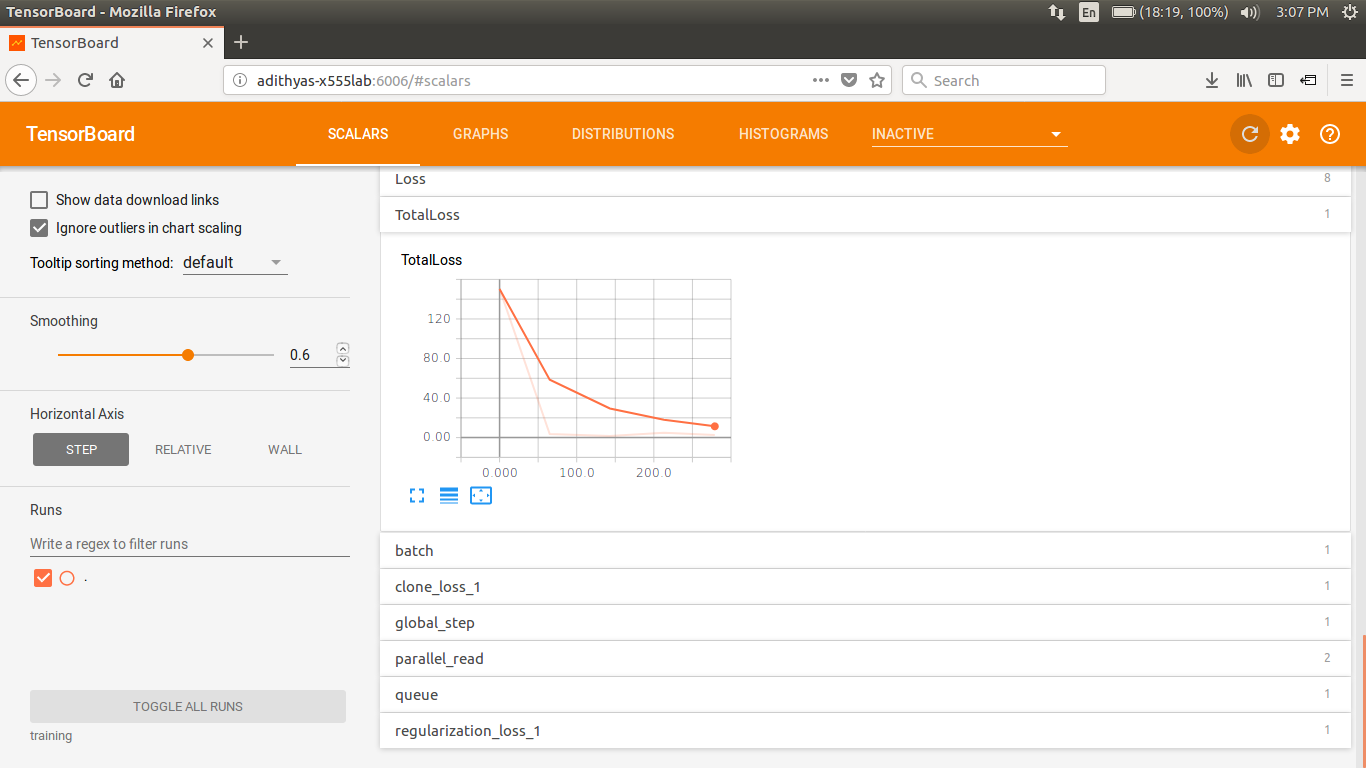 TensorBoard - Mozilla Firefox
En
(18:19, 100%)
3:07 PM
TensorBoard
adithyas-x555lab:6006/#scalars
Search
TensorBoard
SCALARS
GRAPHS
DISTRIBUTIONS
HISTOGRAMS
INACTIVE
Show data download links
Ignore outliers in chart scaling
Tooltip sorting method: default
Smoothing
0.6
Horizontal Axis
STEP
RELATIVE
WALL
Runs
Write a regex to filter runs
.
TOGGLE ALL RUNS
training
Loss 8
TotalLoss 1
TotalLoss
120
80.0
40.0
0.00
0.000 100.0 200.0
batch 1
clone_loss_1 1
global_step 1
parallel_read 2
queue 1
regularization_loss_1 1